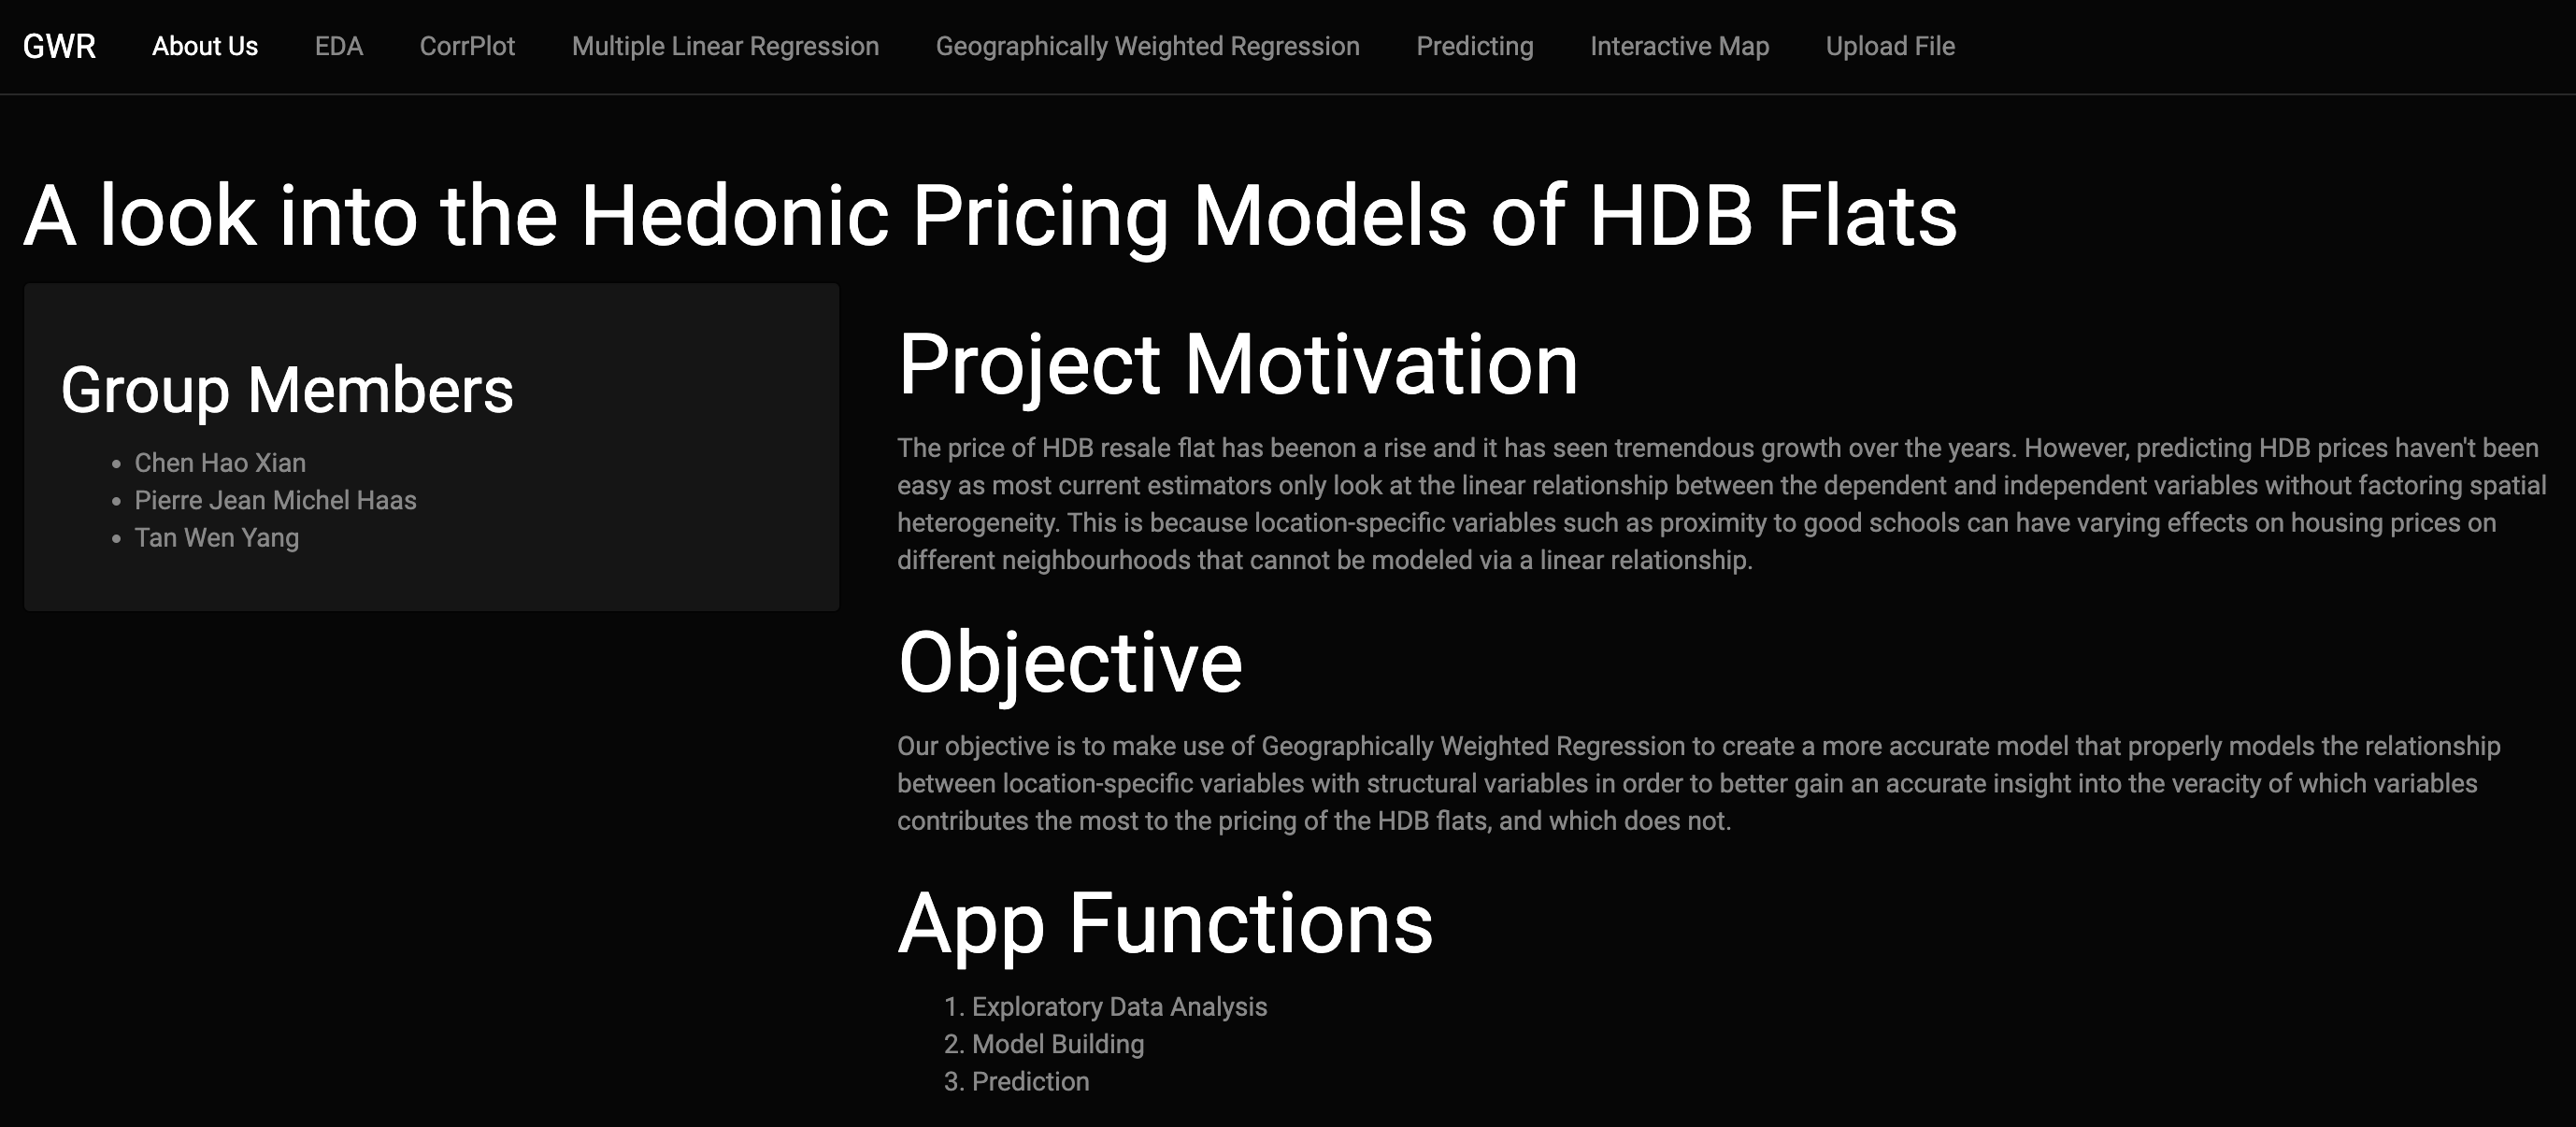 GWR About Us EDA CorrPlot Multiple Linear Regression Geographically Weighted Regression Predicting Interactive Map Upload File
A look into the Hedonic Pricing Models of HDB Flats
Group Members
• Chen Hao Xian
• Pierre Jean Michel Haas
• Tan Wen Yang
Project Motivation
The price of HDB resale flat has beenon a rise and it has seen tremendous growth over the years. However, predicting HDB prices haven't been
easy as most current estimators only look at the linear relationship between the dependent and independent variables without factoring spatial
heterogeneity. This is because location-specific variables such as proximity to good schools can have varying effects on housing prices on
different neighbourhoods that cannot be modeled via a linear relationship.
Objective
Our objective is to make use of Geographically Weighted Regression to create a more accurate model that properly models the relationship
between location-specific variables with structural variables in order to better gain an accurate insight into the veracity of which variables
contributes the most to the pricing of the HDB flats, and which does not.
App Functions
1. Exploratory Data Analysis
2. Model Building
3. Prediction